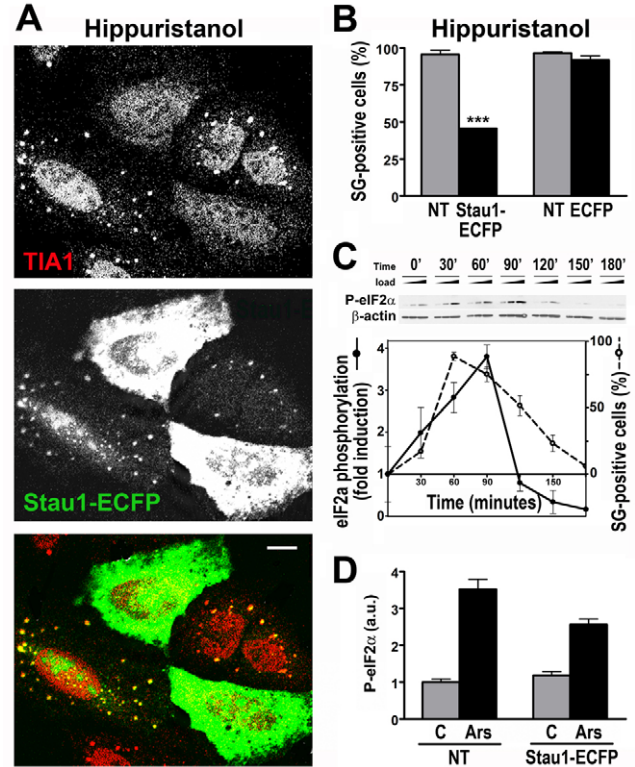 A
Hippuristanol
TIA1
Stau1-ECFP
B
Hippuristanol
SG-positive cells (%)
100
75
50
25
0
***
NT Stau1-ECFP
NT ECFP
C
Time 0' 30' 60' 90' 120' 150' 180'
load
P-eIF2α
β-actin
eIF2a phosphorylation
(fold induction)
4
3
2
1
0
100
50
0
SG-positive cells (%)
30 60 90 150
Time (minutes)
D
P-eIF2α (a.u.)
4
3
2
1
0
C Ars C Ars
NT Stau1-ECFP